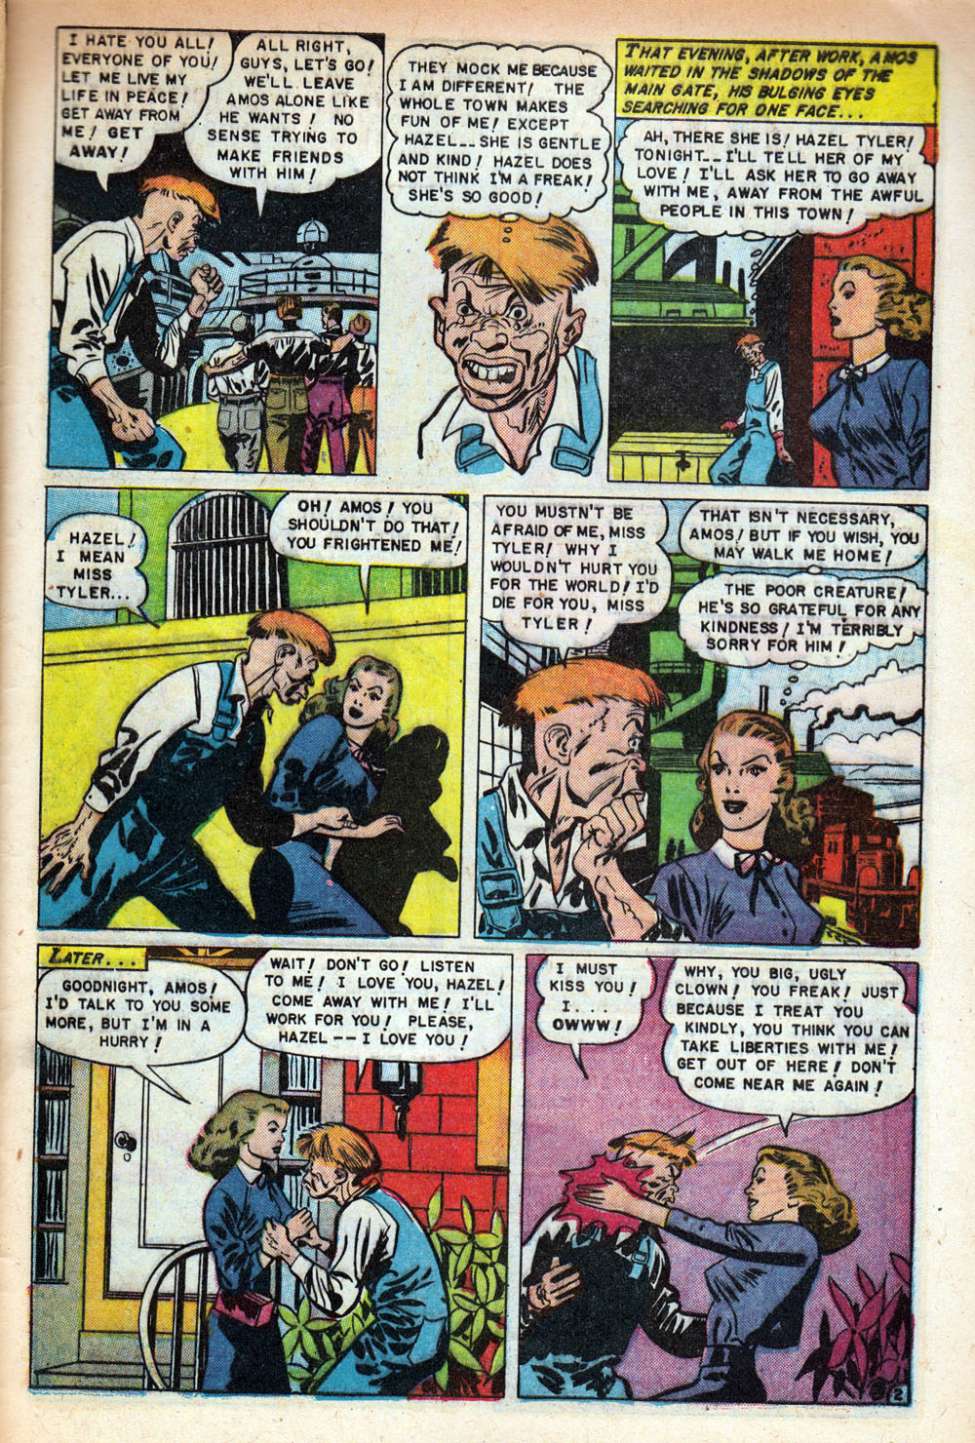 I HATE YOU ALL!
EVERYONE OF YOU!
LET ME LIVE MY
LIFE IN PEACE!
GET AWAY FROM
ME! GET
AWAY!
ALL RIGHT,
GUYS, LET'S GO!
WE'LL LEAVE
AMOS ALONE LIKE
HE WANTS! NO
SENSE TRYING TO
MAKE FRIENDS
WITH HIM!
THEY MOCK ME BECAUSE
I AM DIFFERENT! THE
WHOLE TOWN MAKES
FUN OF ME! EXCEPT
HAZEL-- SHE IS GENTLE
AND KIND! HAZEL DOES
NOT THINK I'M A FREAK!
SHE'S SO GOOD!
THAT EVENING, AFTER WORK, AMOS
WAITED IN THE SHADOWS OF THE
MAIN GATE, HIS BULGING EYES
SEARCHING FOR ONE FACE...
AH, THERE SHE IS! HAZEL TYLER!
TONIGHT-- I'LL TELL HER OF MY
LOVE! I'LL ASK HER TO GO AWAY
WITH ME, AWAY FROM THE AWFUL
PEOPLE IN THIS TOWN!
HAZEL!
I MEAN
MISS
TYLER...
OH! AMOS! YOU
SHOULDN'T DO THAT!
YOU FRIGHTENED ME!
YOU MUSTN'T BE
AFRAID OF ME, MISS
TYLER! WHY I
WOULDN'T HURT YOU
FOR THE WORLD! I'D
DIE FOR YOU, MISS
TYLER!
THAT ISN'T NECESSARY,
AMOS! BUT IF YOU WISH, YOU
MAY WALK ME HOME!
THE POOR CREATURE!
HE'S SO GRATEFUL FOR ANY
KINDNESS! I'M TERRIBLY
SORRY FOR HIM!
LATER...
GOODNIGHT, AMOS!
I'D TALK TO YOU SOME
MORE, BUT I'M IN A
HURRY!
WAIT! DON'T GO! LISTEN
TO ME! I LOVE YOU, HAZEL!
COME AWAY WITH ME! I'LL
WORK FOR YOU! PLEASE,
HAZEL -- I LOVE YOU!
I MUST
KISS YOU!
I...
OWWW!
WHY, YOU BIG, UGLY
CLOWN! YOU FREAK! JUST
BECAUSE I TREAT YOU
KINDLY, YOU THINK YOU CAN
TAKE LIBERTIES WITH ME!
GET OUT OF HERE! DON'T
COME NEAR ME AGAIN!
2